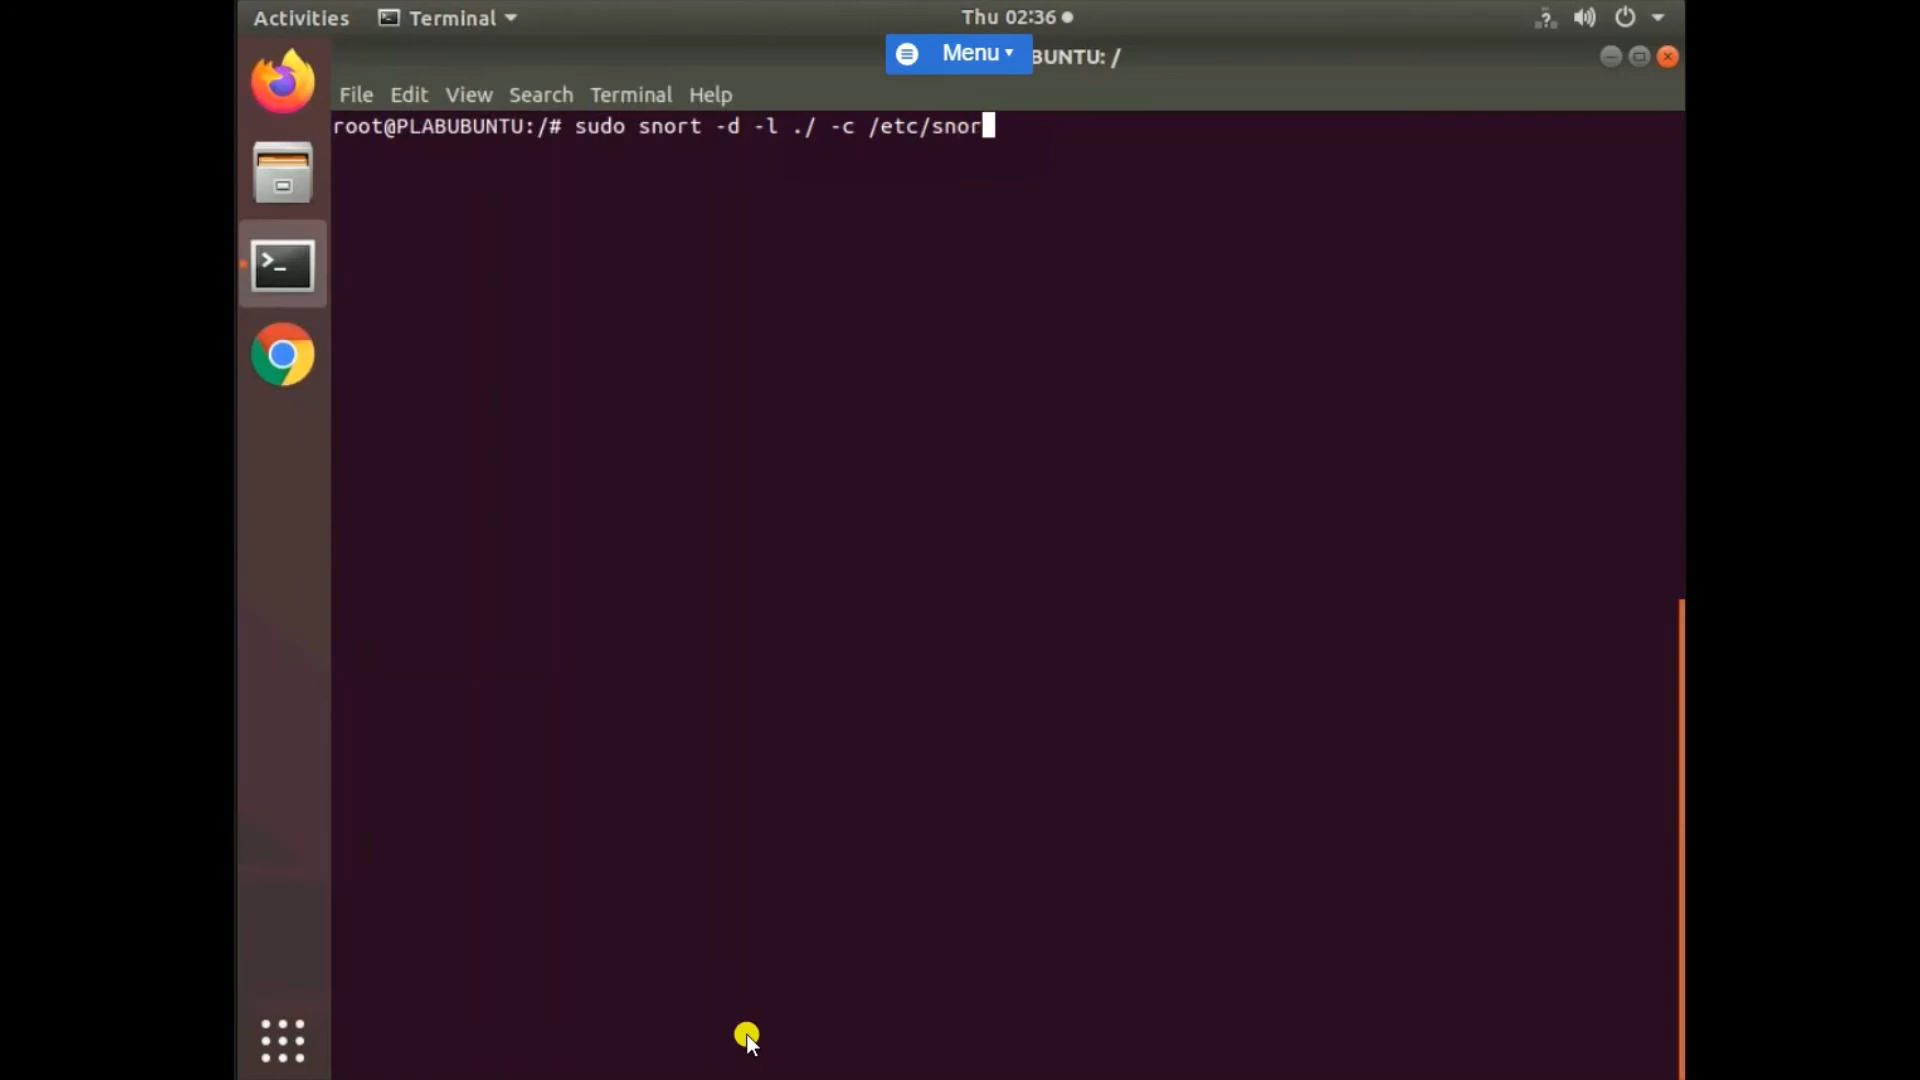 Activities Terminal Thu 02:36
Menu BUNTU: /
File Edit View Search Terminal Help
root@PLABUBUNTU:/# sudo snort -d -l ./ -c /etc/snor